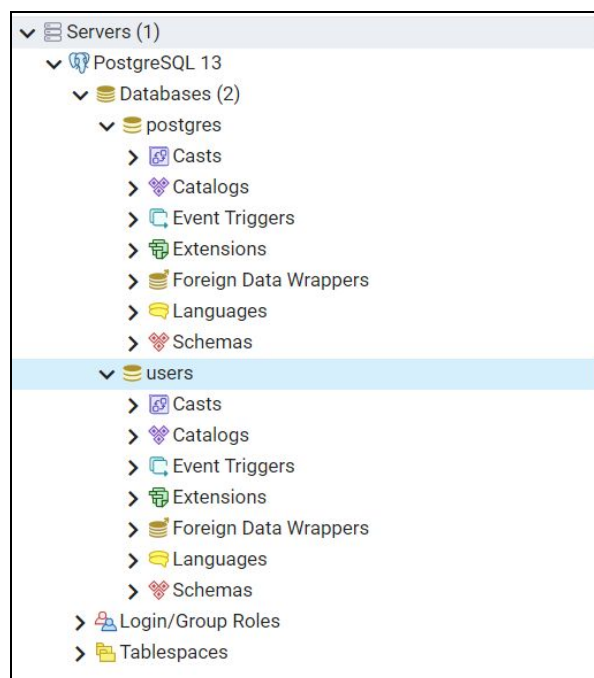 Servers (1)
PostgreSQL 13
Databases (2)
postgres
Casts
Catalogs
Event Triggers
Extensions
Foreign Data Wrappers
Languages
Schemas
users
Casts
Catalogs
Event Triggers
Extensions
Foreign Data Wrappers
Languages
Schemas
Login/Group Roles
Tablespaces